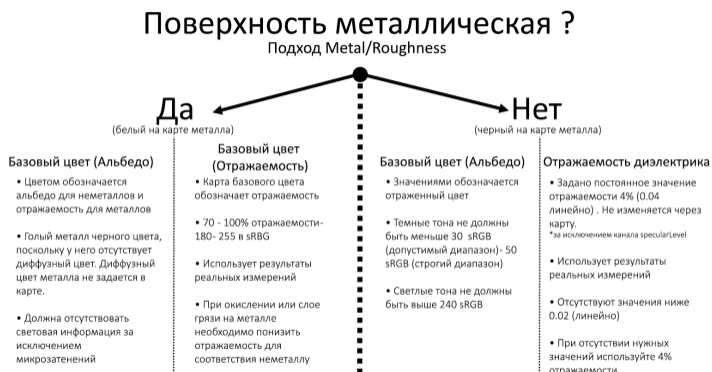 Поверхность металлическая ?
Подход Metal/Roughness
Да
(белый на карте металла)
Базовый цвет (Альбедо)
• Цветом обозначается
альбедо для неметаллов и
отражаемость для металлов
• Голый металл черного цвета,
поскольку у него отсутствует
диффузный цвет. Диффузный
цвет металла не задается в
карте.
• Должна отсутствовать
световая информация за
исключением
микрозатенений
Базовый цвет
(Отражаемость)
• Карта базового цвета
обозначает отражаемость
• 70 - 100% отражаемости-
180- 255 в sRBG
• Использует результаты
реальных измерений
• При окислении или слое
грязи на металле
необходимо понизить
отражаемость для
соответствия неметаллу
Нет
(черный на карте металла)
Базовый цвет (Альбедо)
• Значениями обозначается
отраженный цвет
• Темные тона не должны
быть меньше 30 sRGB
(допустимый диапазон)- 50
sRGB (строгий диапазон)
• Светлые тона не должны
быть выше 240 sRGB
Отражаемость диэлектрика
• Задано постоянное значение
отражаемости 4% (0.04
линейно) . Не изменяется через
карту.
*за исключением канала specularLevel
• Использует результаты
реальных измерений
• Отсутствуют значения ниже
0.02 (линейно)
• При отсутствии нужных
значений используйте 4%
отражаемости